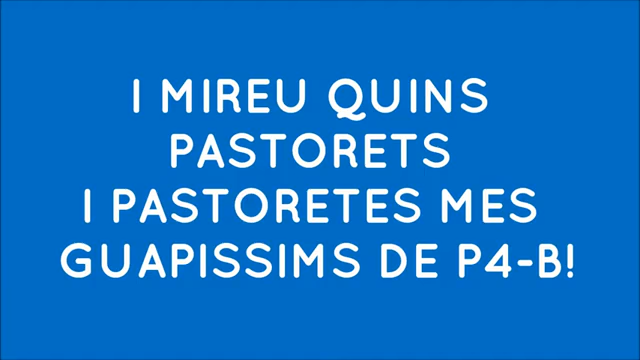 I MIREU QUINS
PASTORETS
I PASTORETES MES
GUAPISSIMS DE P4-B!